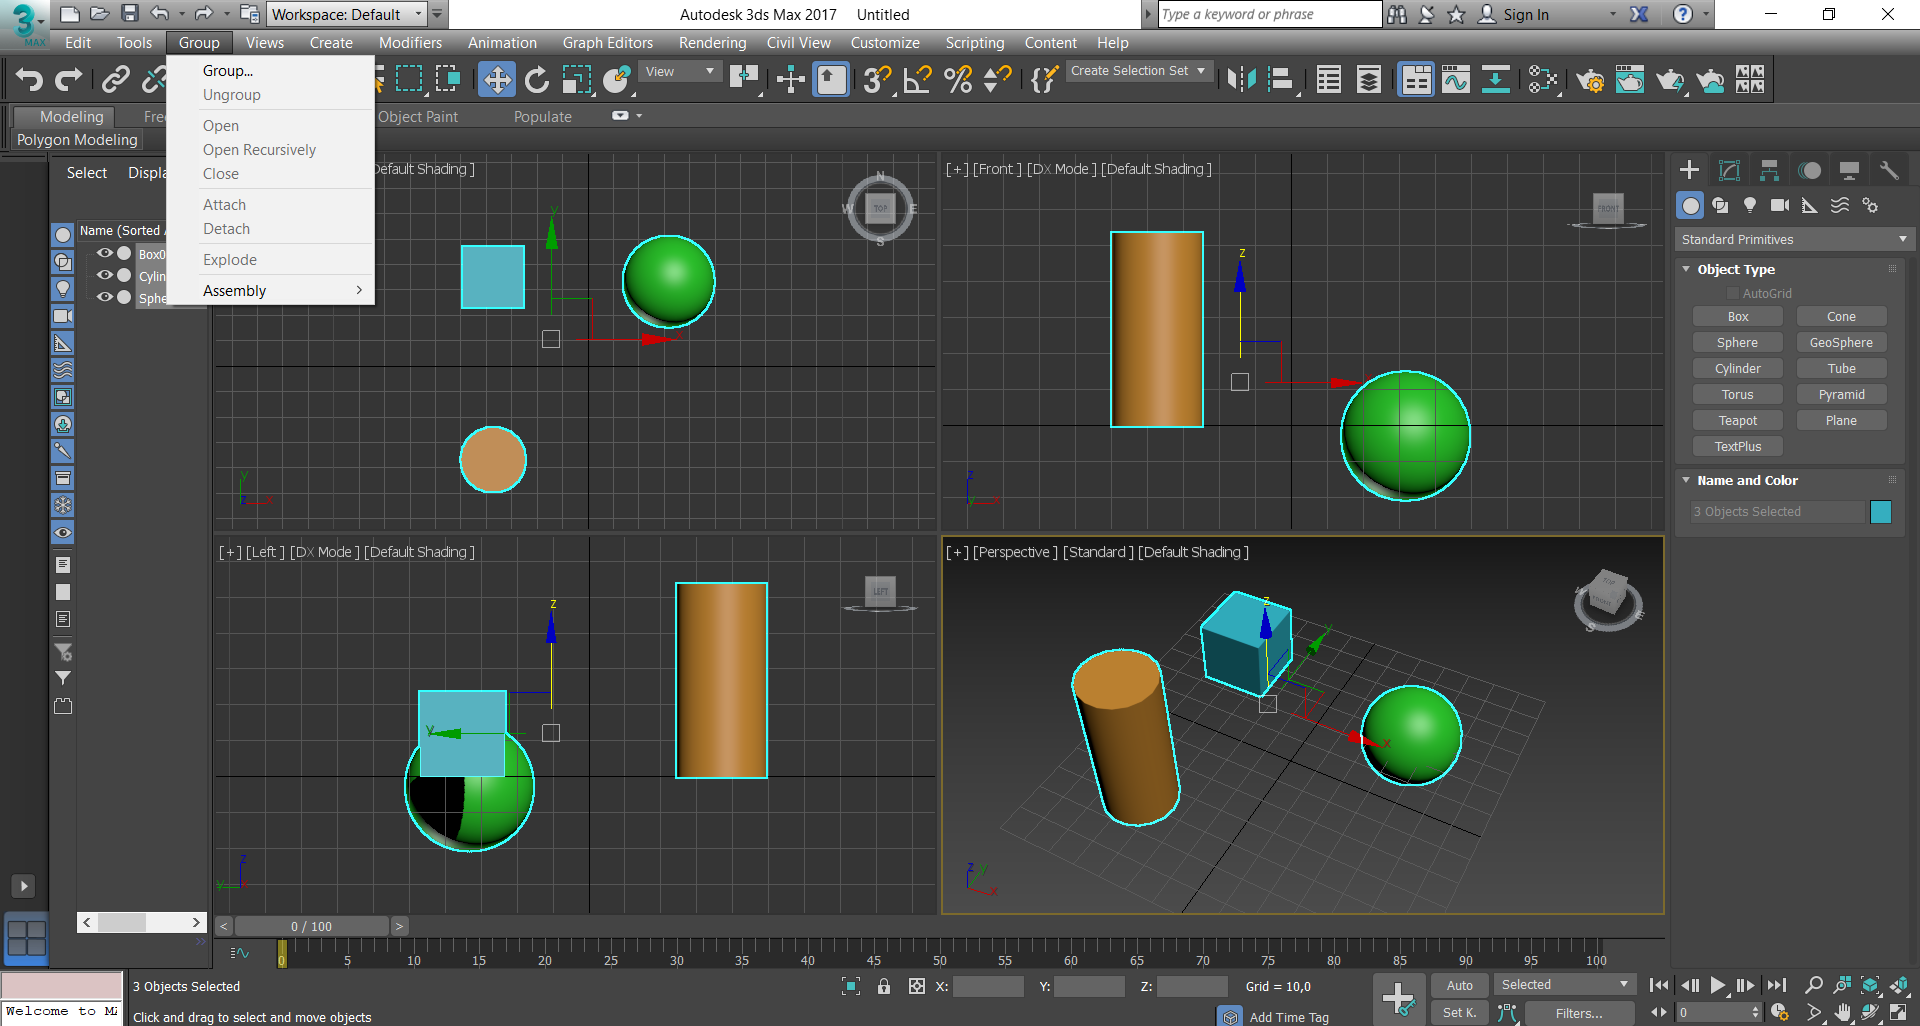 Workspace: Default
Autodesk 3ds Max 2017    Untitled
Type a keyword or phrase
Sign In
MAX
Edit Tools Group Views Create Modifiers Animation Graph Editors Rendering Civil View Customize Scripting Content Help
View
Create Selection Set
Modeling
Object Paint
Populate
Polygon Modeling
Group...
Ungroup
Open
Open Recursively
Close
Attach
Detach
Explode
Assembly
Select
Name (Sorted
Default Shading ]
[+] [Front ] [DX Mode ] [Default Shading ]
[+] [Left ] [DX Mode ] [Default Shading ]
[+] [Perspective ] [Standard ] [Default Shading ]
N
W
TOP
E
S
FRONT
LEFT
Standard Primitives
Object Type
AutoGrid
Box Cone
Sphere GeoSphere
Cylinder Tube
Torus Pyramid
Teapot Plane
TextPlus
Name and Color
3 Objects Selected
< 0 / 100 >
0 5 10 15 20 25 30 35 40 45 50 55 60 65 70 75 80 85 90 95 100
3 Objects Selected
X: Y: Z: Grid = 10,0
Auto
Selected
Welcome to
Click and drag to select and move objects
Add Time Tag
Set K.
Filters...
0